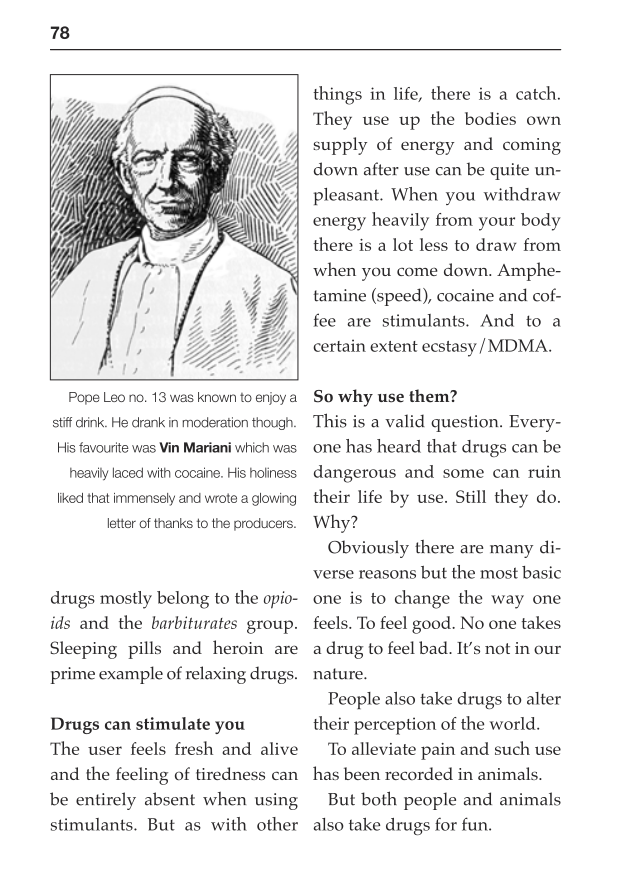 78
Pope Leo no. 13 was known to enjoy a
stiff drink. He drank in moderation though.
His favourite was Vin Mariani which was
heavily laced with cocaine. His holiness
liked that immensely and wrote a glowing
letter of thanks to the producers.
drugs mostly belong to the opio-
ids and the barbiturates group.
Sleeping pills and heroin are
prime example of relaxing drugs.
Drugs can stimulate you
The user feels fresh and alive
and the feeling of tiredness can
be entirely absent when using
stimulants. But as with other
things in life, there is a catch.
They use up the bodies own
supply of energy and coming
down after use can be quite un-
pleasant. When you withdraw
energy heavily from your body
there is a lot less to draw from
when you come down. Amphe-
tamine (speed), cocaine and cof-
fee are stimulants. And to a
certain extent ecstasy/MDMA.
So why use them?
This is a valid question. Every-
one has heard that drugs can be
dangerous and some can ruin
their life by use. Still they do.
Why?
Obviously there are many di-
verse reasons but the most basic
one is to change the way one
feels. To feel good. No one takes
a drug to feel bad. It’s not in our
nature.
People also take drugs to alter
their perception of the world.
To alleviate pain and such use
has been recorded in animals.
But both people and animals
also take drugs for fun.